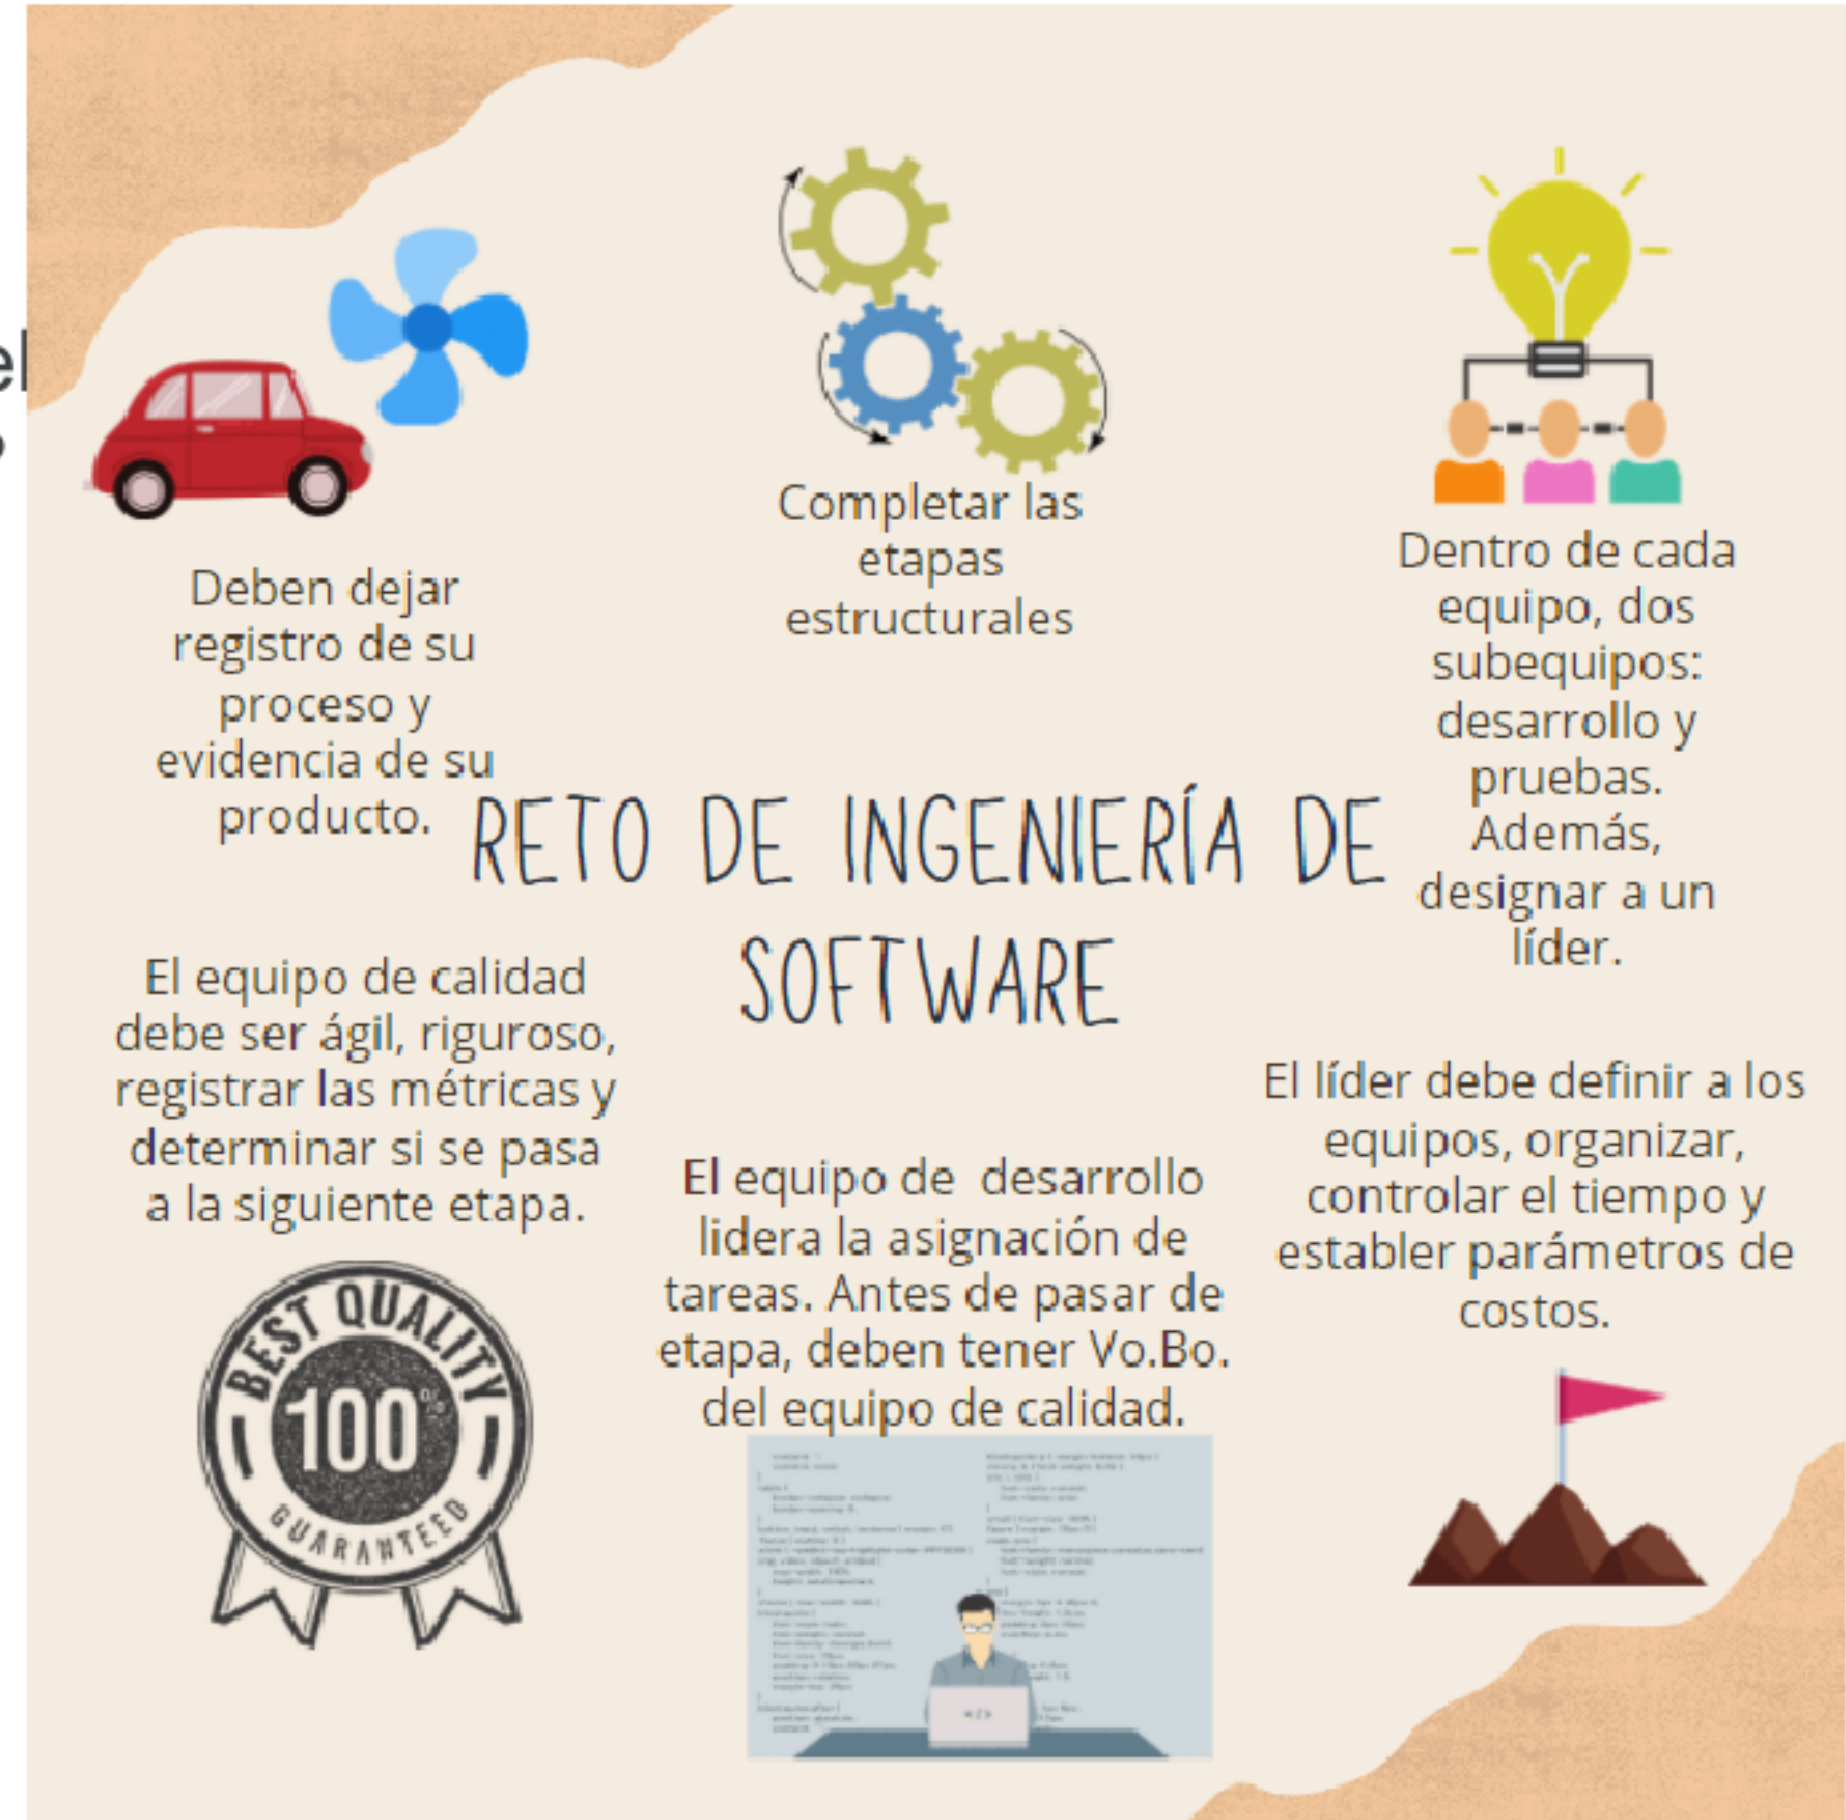 el
Completar las
etapas
estructurales
Dentro de cada
equipo, dos
subequipos:
desarrollo y
pruebas.
Además,
designar a un
líder.
Deben dejar
registro de su
proceso y
evidencia de su
producto.
RETO DE INGENIERÍA DE
SOFTWARE
El equipo de calidad
debe ser ágil, riguroso,
registrar las métricas y
determinar si se pasa
a la siguiente etapa.
El líder debe definir a los
equipos, organizar,
controlar el tiempo y
establer parámetros de
costos.
El equipo de  desarrollo
lidera la asignación de
tareas. Antes de pasar de
etapa, deben tener Vo.Bo.
del equipo de calidad.
BEST QUALITY
100%
GUARANTEED
</>